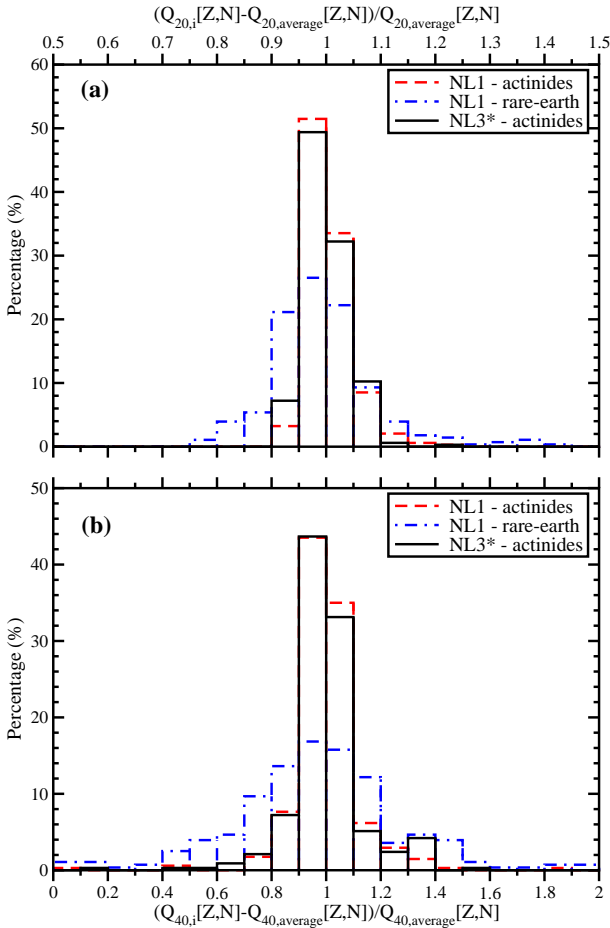 (Q20,i[Z,N]-Q20,average[Z,N])/Q20,average[Z,N]
0.5 0.6 0.7 0.8 0.9 1 1.1 1.2 1.3 1.4 1.5
60
50
40
30
20
10
0
Percentage (%)
(a)
NL1 - actinides
NL1 - rare-earth
NL3* - actinides
50
40
30
20
10
0
Percentage (%)
(b)
NL1 - actinides
NL1 - rare-earth
NL3* - actinides
0 0.2 0.4 0.6 0.8 1 1.2 1.4 1.6 1.8 2
(Q40,i[Z,N]-Q40,average[Z,N])/Q40,average[Z,N]